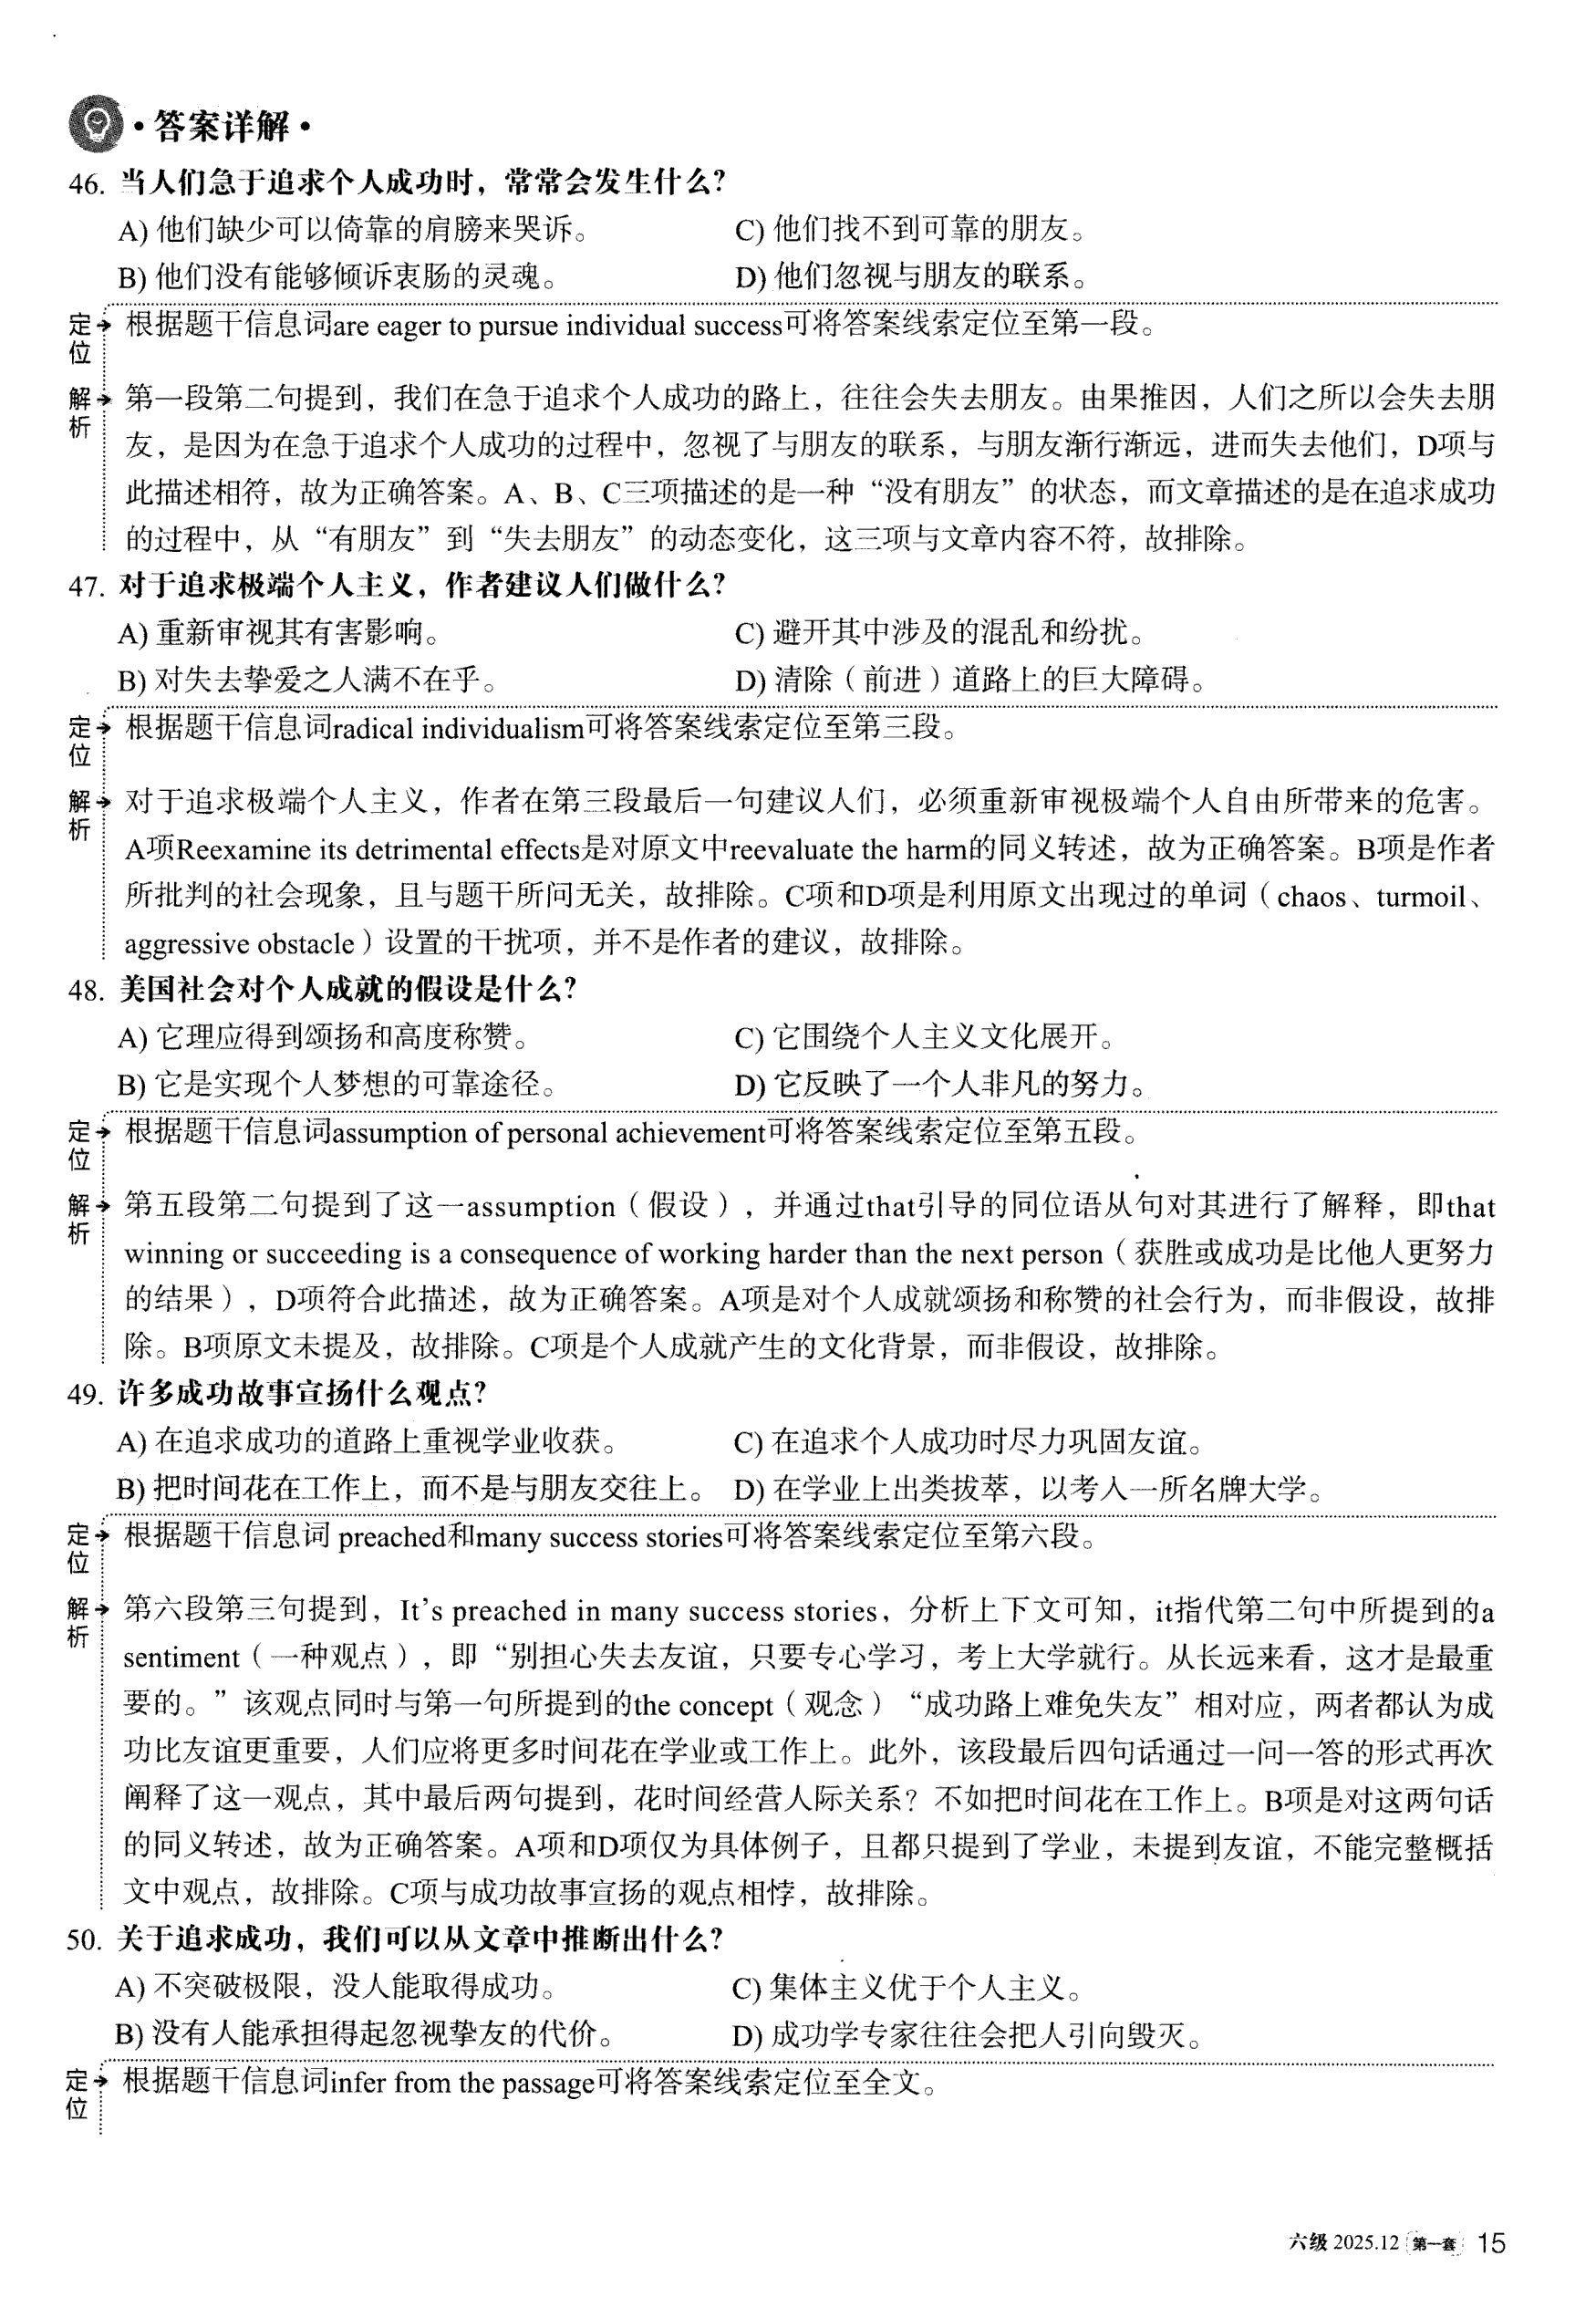 ·答案详解·
46. 当人们急于追求个人成功时，常常会发生什么？
A) 他们缺少可以倚靠的肩膀来哭诉。 C) 他们找不到可靠的朋友。
B) 他们没有能够倾诉衷肠的灵魂。 D) 他们忽视与朋友的联系。
定位 根据题干信息词are eager to pursue individual success可将答案线索定位至第一段。
解析 第一段第二句提到，我们在急于追求个人成功的路上，往往会失去朋友。由果推因，人们之所以会失去朋
友，是因为在急于追求个人成功的过程中，忽视了与朋友的联系，与朋友渐行渐远，进而失去他们，D项与
此描述相符，故为正确答案。A、B、C三项描述的是一种“没有朋友”的状态，而文章描述的是在追求成功
的过程中，从“有朋友”到“失去朋友”的动态变化，这三项与文章内容不符，故排除。
47. 对于追求极端个人主义，作者建议人们做什么？
A) 重新审视其有害影响。 C) 避开其中涉及的混乱和纷扰。
B) 对失去挚爱之人满不在乎。 D) 清除（前进）道路上的巨大障碍。
定位 根据题干信息词radical individualism可将答案线索定位至第三段。
解析 对于追求极端个人主义，作者在第三段最后一句建议人们，必须重新审视极端个人自由所带来的危害。
A项Reexamine its detrimental effects是对原文中reevaluate the harm的同义转述，故为正确答案。B项是作者
所批判的社会现象，且与题干所问无关，故排除。C项和D项是利用原文出现过的单词（chaos、turmoil、
aggressive obstacle）设置的干扰项，并不是作者的建议，故排除。
48. 美国社会对个人成就的假设是什么？
A) 它理应得到颂扬和高度称赞。 C) 它围绕个人主义文化展开。
B) 它是实现个人梦想的可靠途径。 D) 它反映了一个人非凡的努力。
定位 根据题干信息词assumption of personal achievement可将答案线索定位至第五段。
解析 第五段第二句提到了这一assumption（假设），并通过that引导的同位语从句对其进行了解释，即that
winning or succeeding is a consequence of working harder than the next person（获胜或成功是比他人更努力
的结果），D项符合此描述，故为正确答案。A项是对个人成就颂扬和称赞的社会行为，而非假设，故排
除。B项原文未提及，故排除。C项是个人成就产生的文化背景，而非假设，故排除。
49. 许多成功故事宣扬什么观点？
A) 在追求成功的道路上重视学业收获。 C) 在追求个人成功时尽力巩固友谊。
B) 把时间花在工作上，而不是与朋友交往上。 D) 在学业上出类拔萃，以考入一所名牌大学。
定位 根据题干信息词 preached和many success stories可将答案线索定位至第六段。
解析 第六段第三句提到，It’s preached in many success stories，分析上下文可知，it指代第二句中所提到的a
sentiment（一种观点），即“别担心失去友谊，只要专心学习，考上大学就行。从长远来看，这才是最重
要的。”该观点同时与第一句所提到的the concept（观念）“成功路上难免失友”相对应，两者都认为成
功比友谊更重要，人们应将更多时间花在学业或工作上。此外，该段最后四句话通过一问一答的形式再次
阐释了这一观点，其中最后两句提到，花时间经营人际关系？不如把时间花在工作上。B项是对这两句话
的同义转述，故为正确答案。A项和D项仅为具体例子，且都只提到了学业，未提到友谊，不能完整概括
文中观点，故排除。C项与成功故事宣扬的观点相悖，故排除。
50. 关于追求成功，我们可以从文章中推断出什么？
A) 不突破极限，没人能取得成功。 C) 集体主义优于个人主义。
B) 没有人能承担得起忽视挚友的代价。 D) 成功学专家往往会把人引向毁灭。
定位 根据题干信息词infer from the passage可将答案线索定位至全文。
六级 2025.12 第一套 15